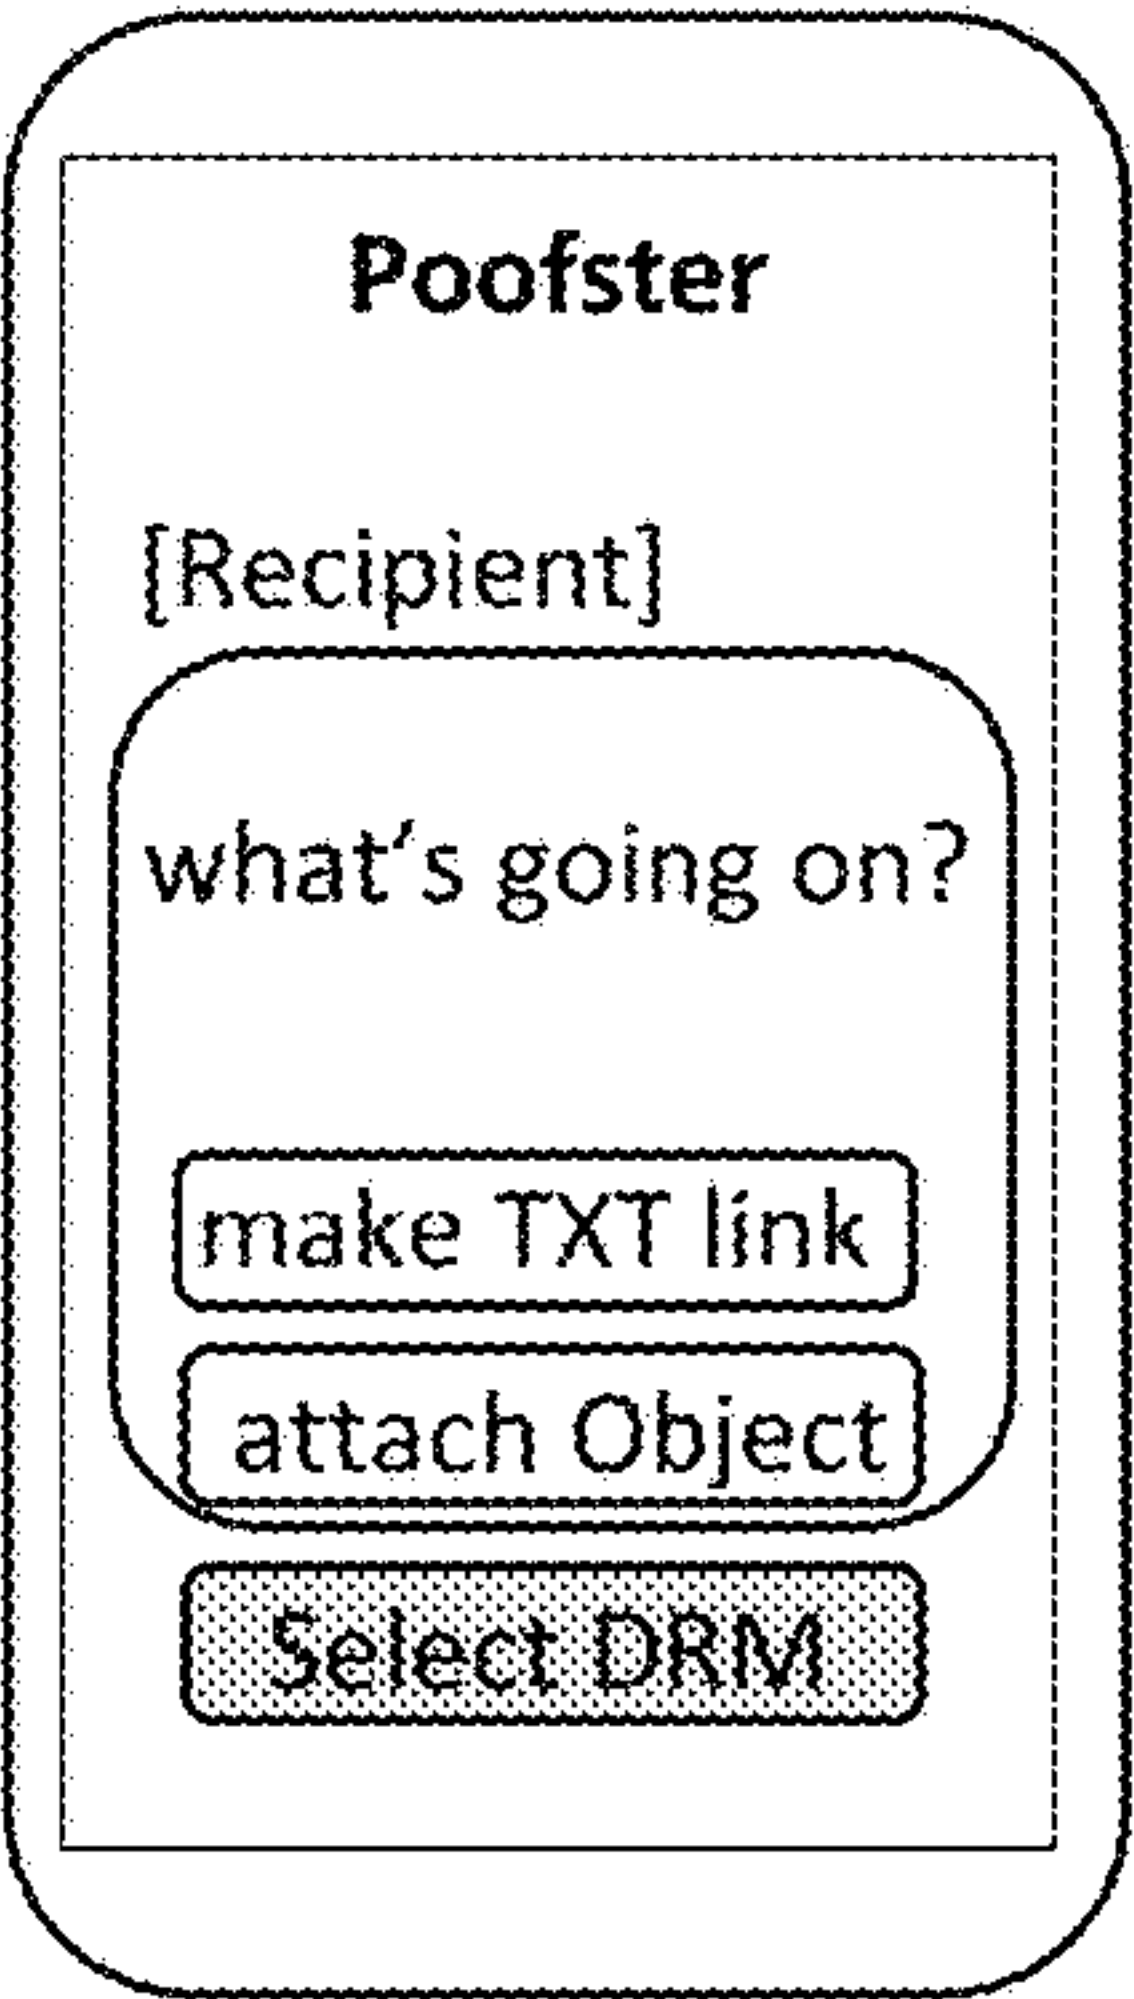 Poofster
[Recipient]
what's going on?
make TXT link
attach Object
Select DRM